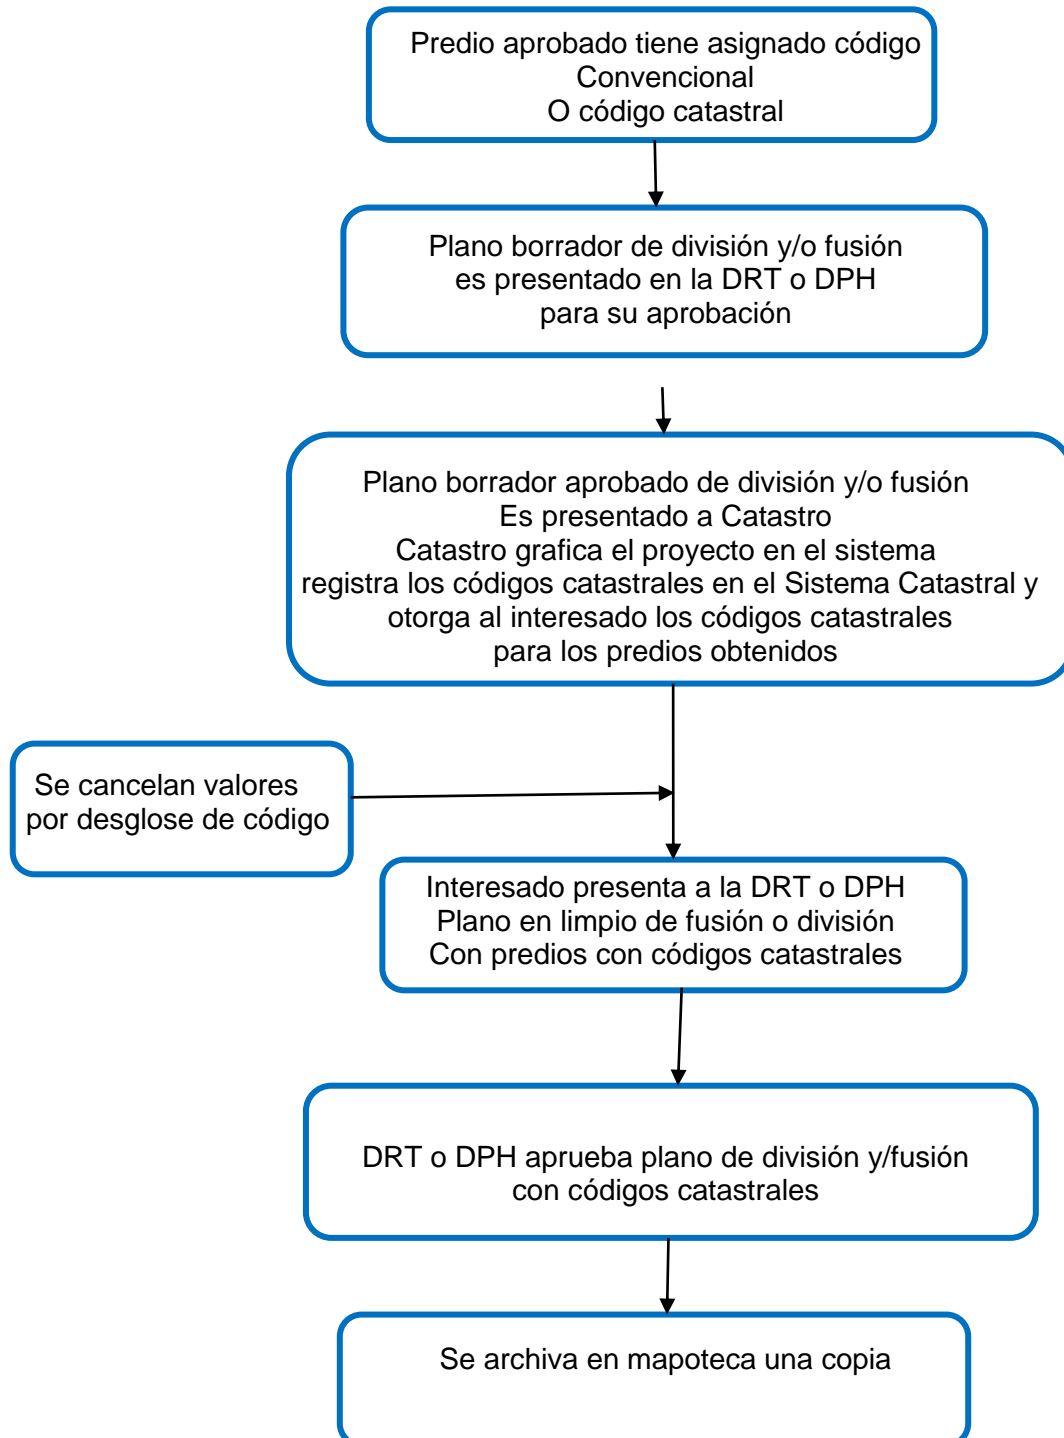 Predio aprobado tiene asignado código
Convencional
O código catastral
Plano borrador de división y/o fusión
es presentado en la DRT o DPH
para su aprobación
Plano borrador aprobado de división y/o fusión
Es presentado a Catastro
Catastro grafica el proyecto en el sistema
registra los códigos catastrales en el Sistema Catastral y
otorga al interesado los códigos catastrales
para los predios obtenidos
Se cancelan valores
por desglose de código
Interesado presenta a la DRT o DPH
Plano en limpio de fusión o división
Con predios con códigos catastrales
DRT o DPH aprueba plano de división y/fusión
con códigos catastrales
Se archiva en mapoteca una copia